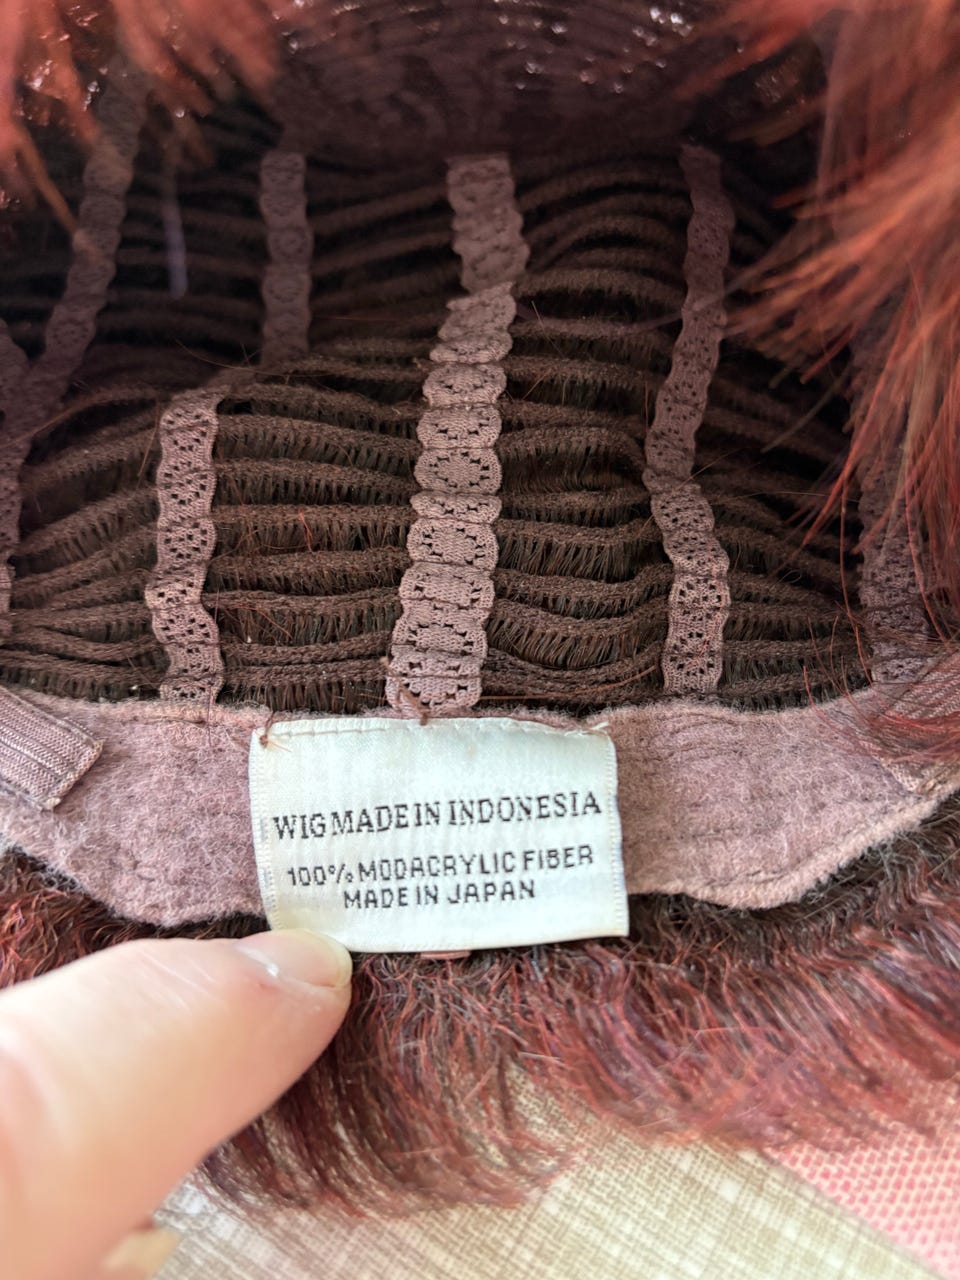 WIG MADE IN INDONESIA
100% MODACRYLIC FIBER
MADE IN JAPAN